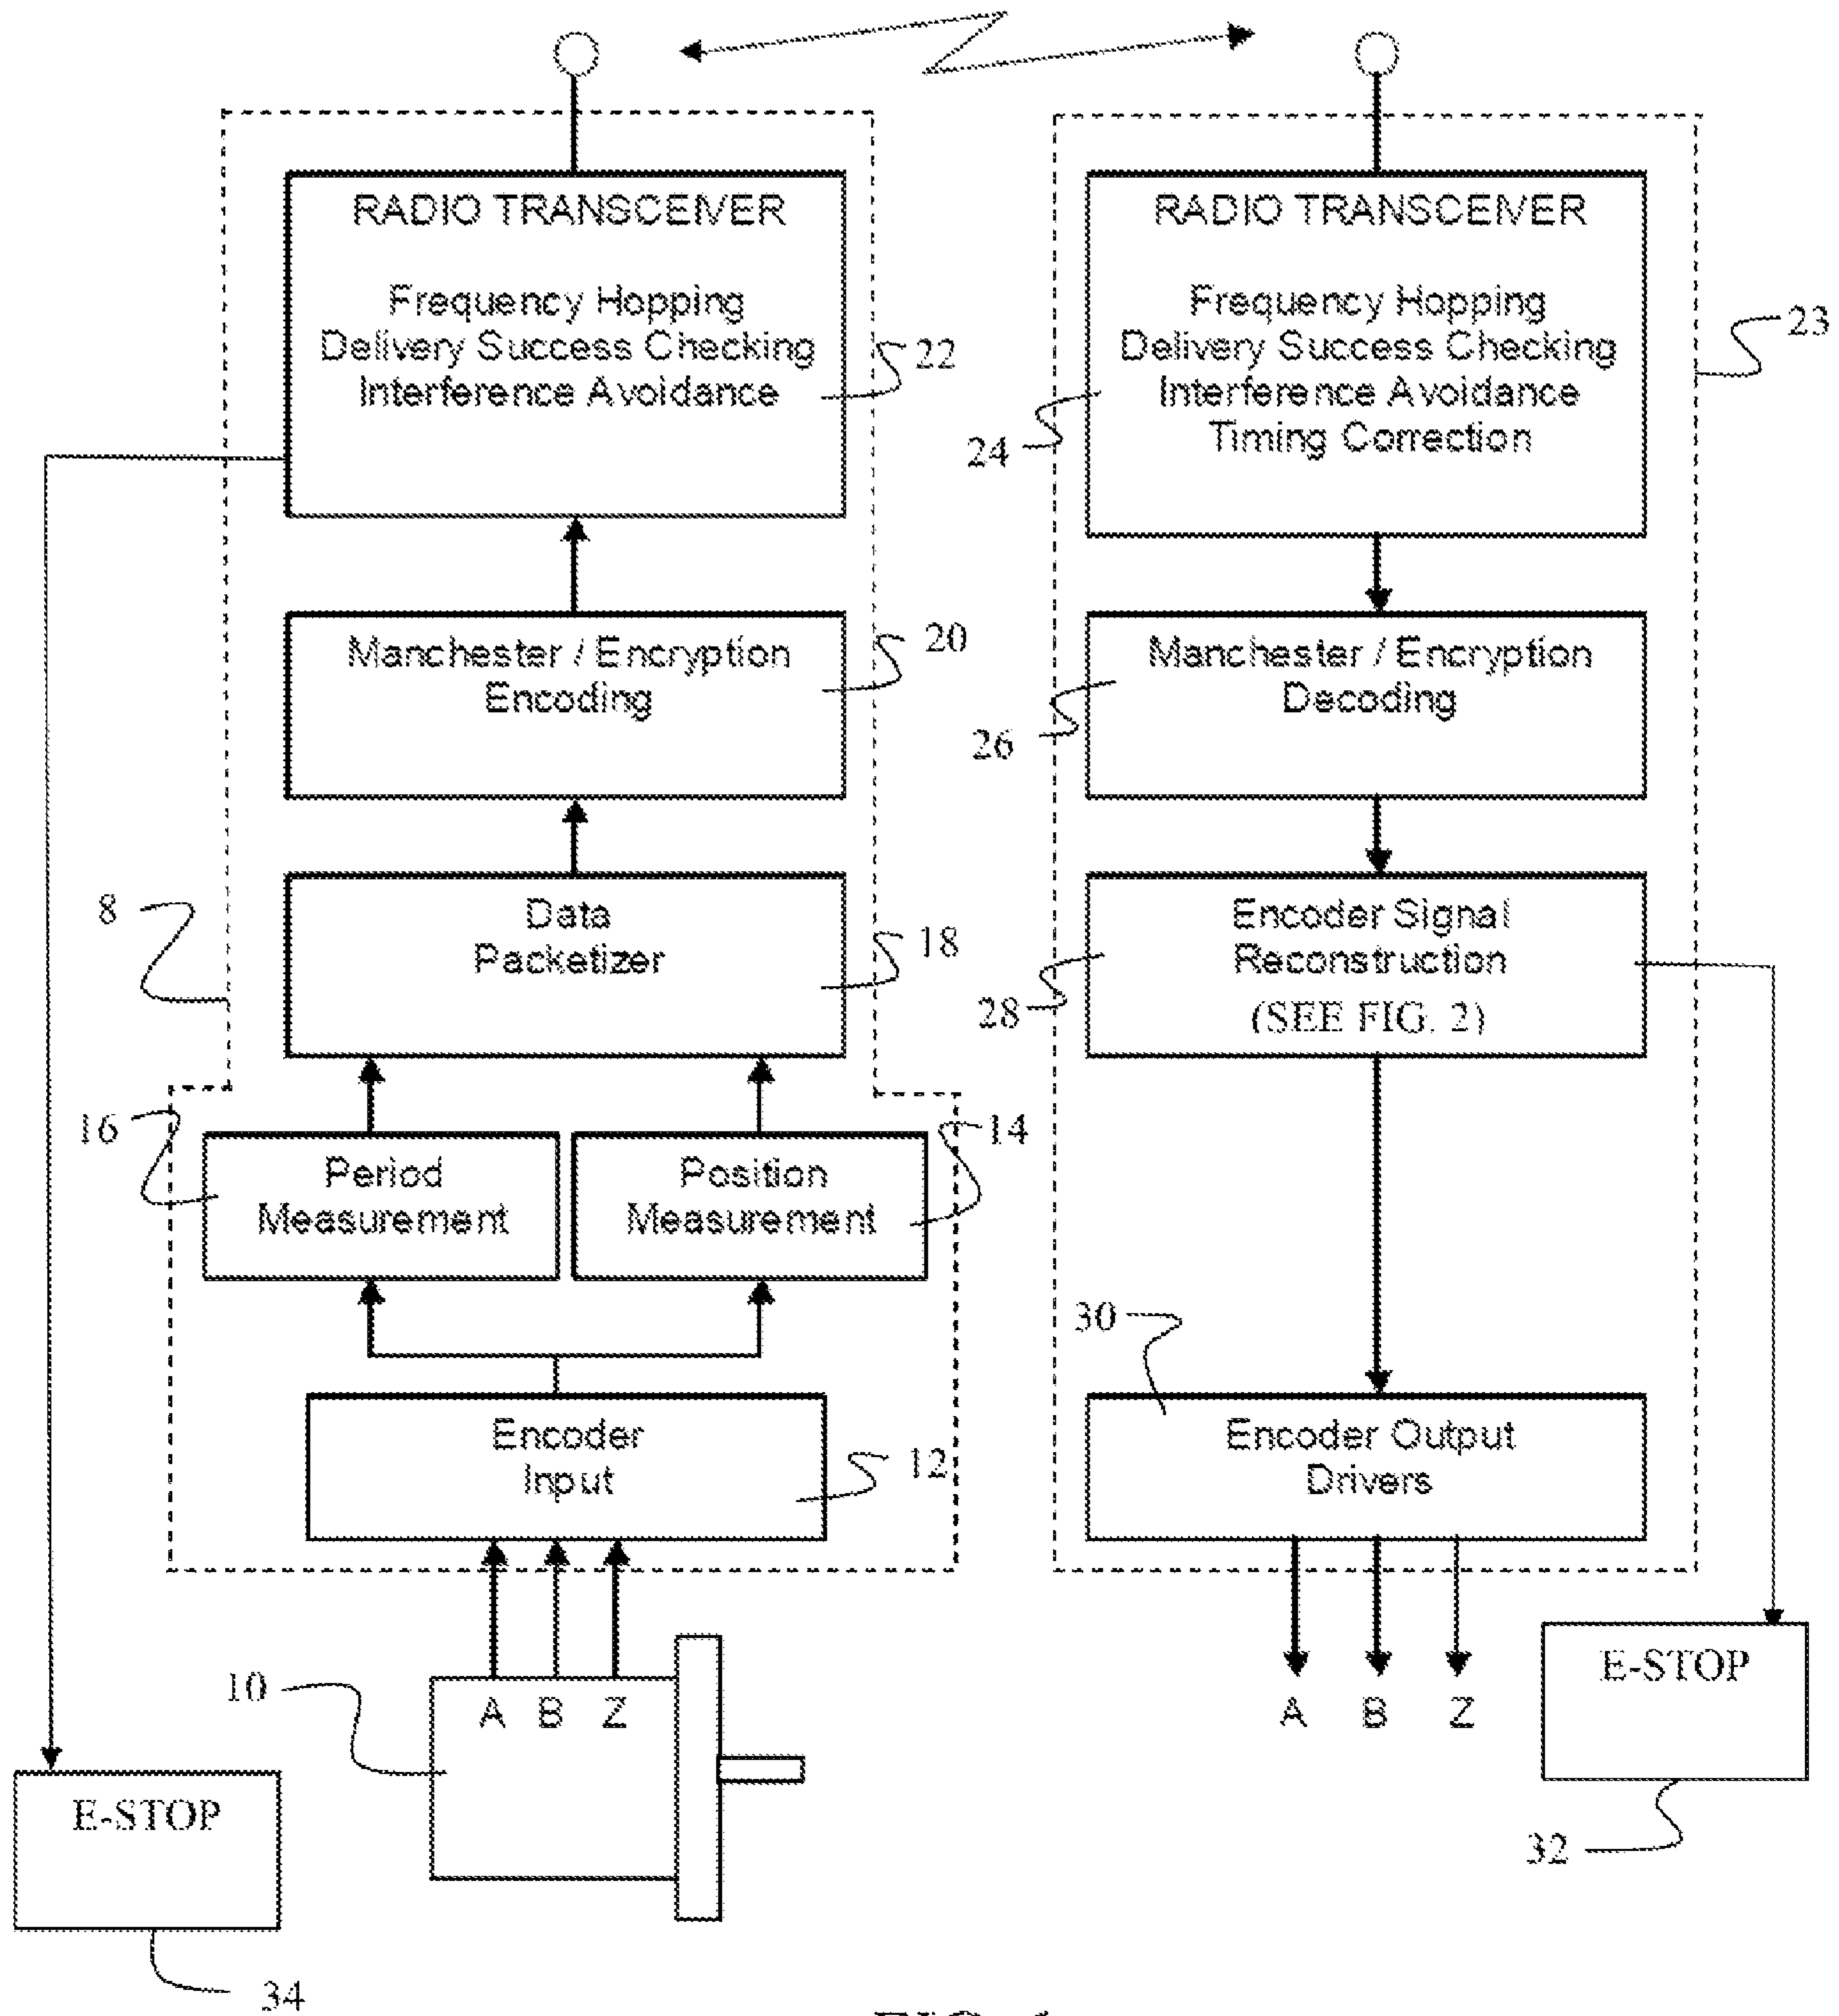 RADIO TRANSCEIVER
Frequency Hopping
Delivery Success Checking
Interference Avoidance
22
RADIO TRANSCEIVER
Frequency Hopping
Delivery Success Checking
Interference Avoidance
Timing Correction
24
23
Manchester / Encryption
Encoding
20
Manchester / Encryption
Decoding
26
8
Data
Packetizer
18
Encoder Signal
Reconstruction
(SEE FIG. 2)
28
16
Period
Measurement
Position
Measurement
14
30
Encoder
Input
12
Encoder Output
Drivers
10
A B Z
A B Z
E-STOP
32
E-STOP
34